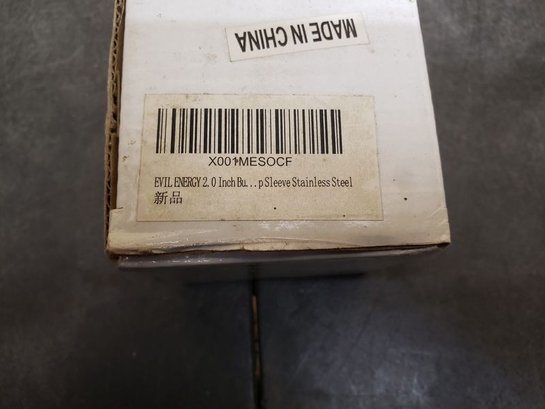 MADE IN CHINA
X001MESOCF
EVIL ENERGY 2.0 Inch Bu...p Sleeve Stainless Steel
新品